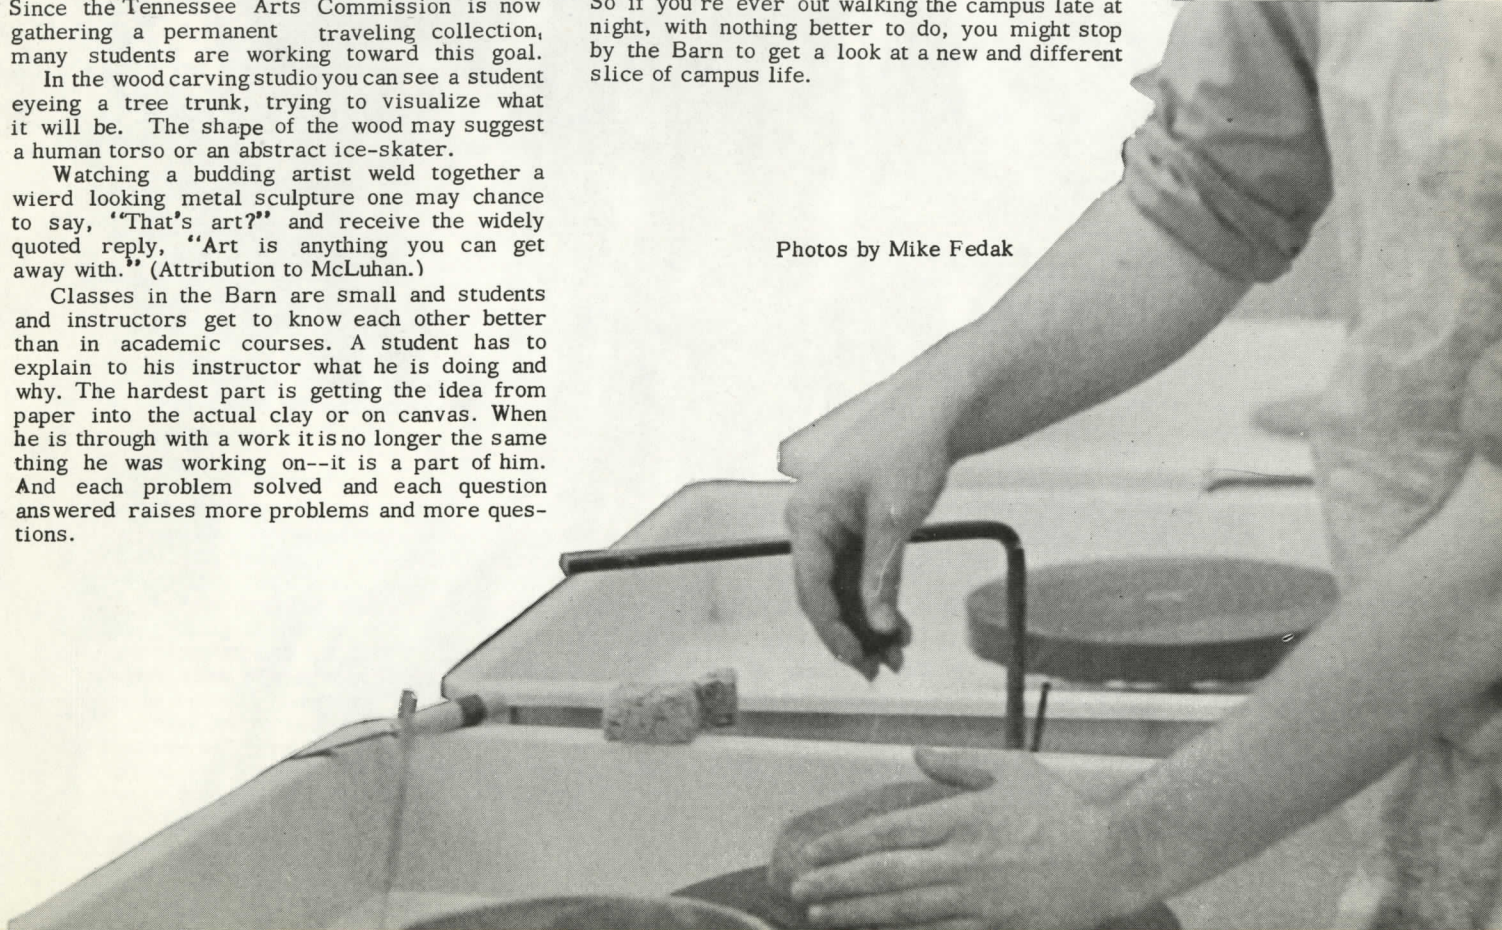 Since the Tennessee Arts Commission is now
gathering a permanent traveling collection,
many students are working toward this goal.
In the wood carving studio you can see a student
eyeing a tree trunk, trying to visualize what
it will be. The shape of the wood may suggest
a human torso or an abstract ice-skater.
Watching a budding artist weld together a
wierd looking metal sculpture one may chance
to say, "That's art?" and receive the widely
quoted reply, "Art is anything you can get
away with." (Attribution to McLuhan.)
Classes in the Barn are small and students
and instructors get to know each other better
than in academic courses. A student has to
explain to his instructor what he is doing and
why. The hardest part is getting the idea from
paper into the actual clay or on canvas. When
he is through with a work it is no longer the same
thing he was working on--it is a part of him.
And each problem solved and each question
answered raises more problems and more ques-
tions.
So if you're ever out walking the campus late at
night, with nothing better to do, you might stop
by the Barn to get a look at a new and different
slice of campus life.
Photos by Mike Fedak